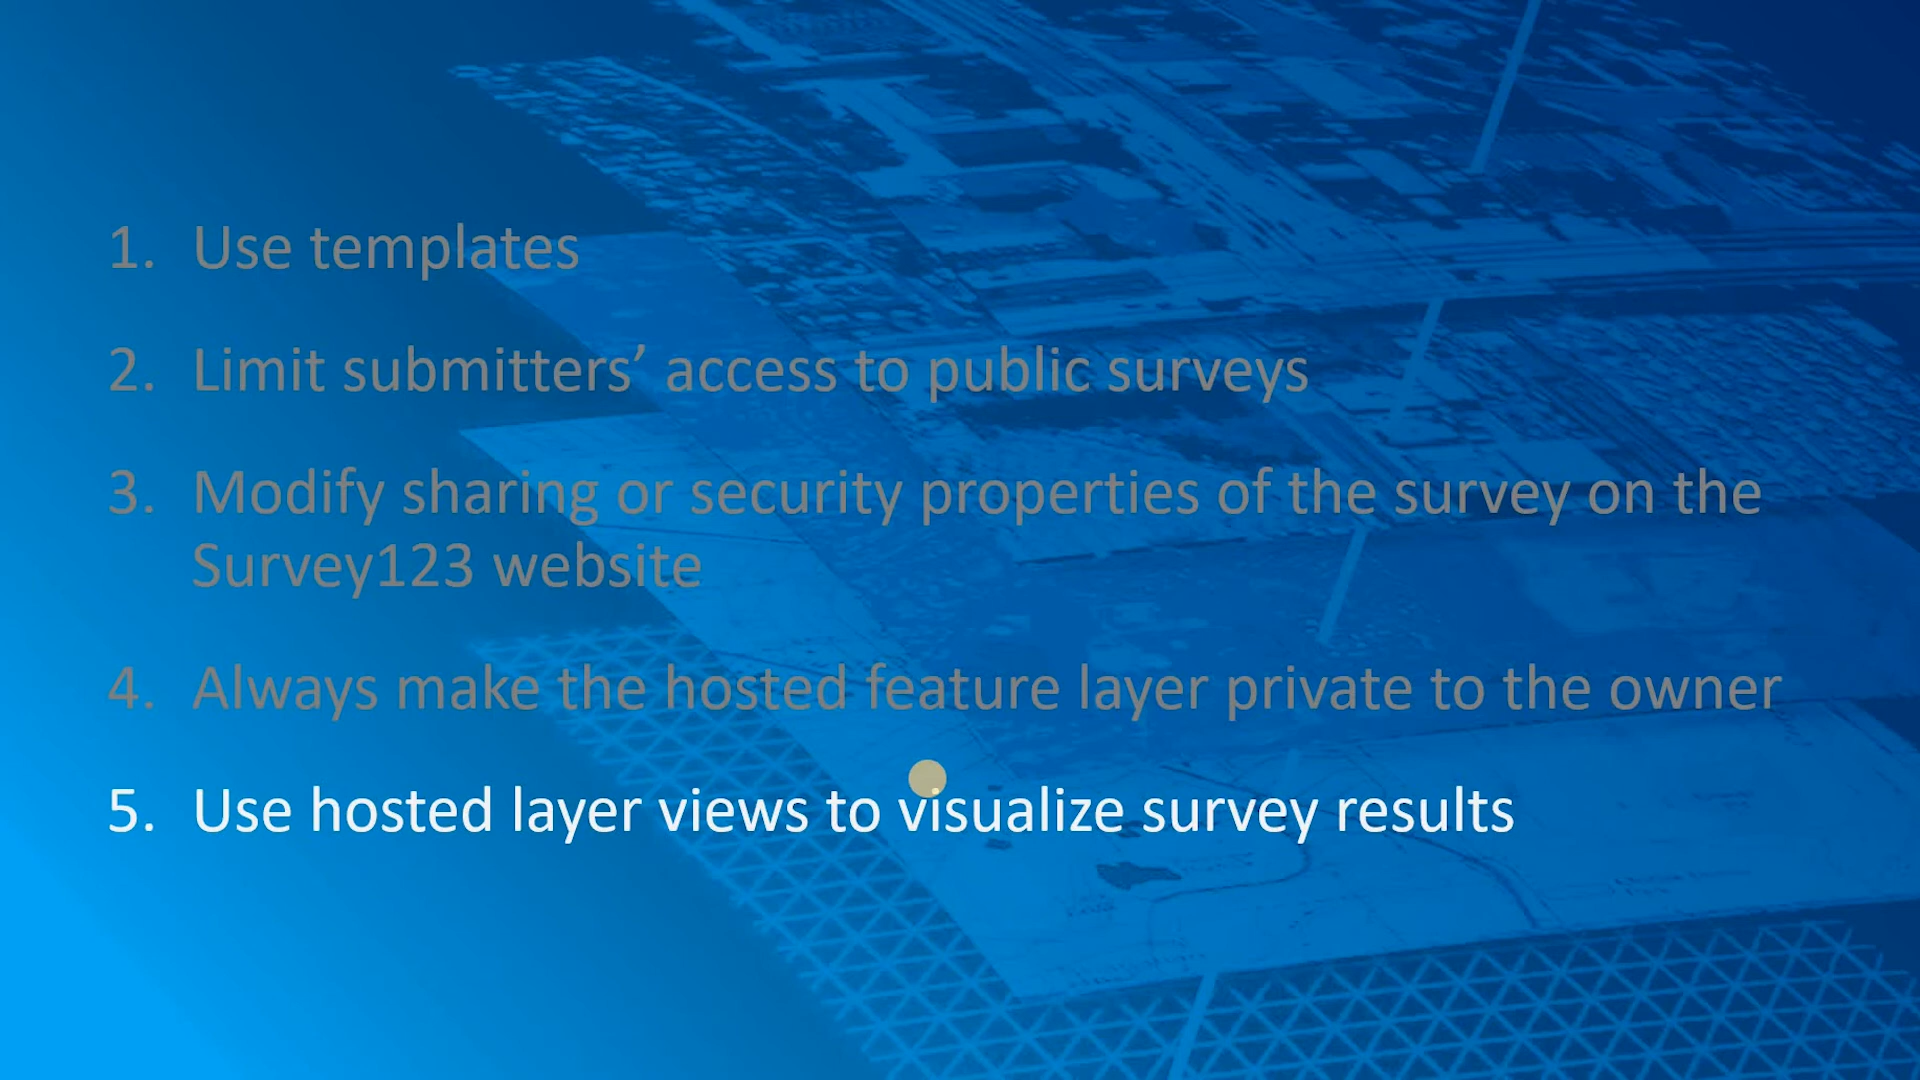 1. Use templates
2. Limit submitters’ access to public surveys
3. Modify sharing or security properties of the survey on the
Survey123 website
4. Always make the hosted feature layer private to the owner
5. Use hosted layer views to visualize survey results